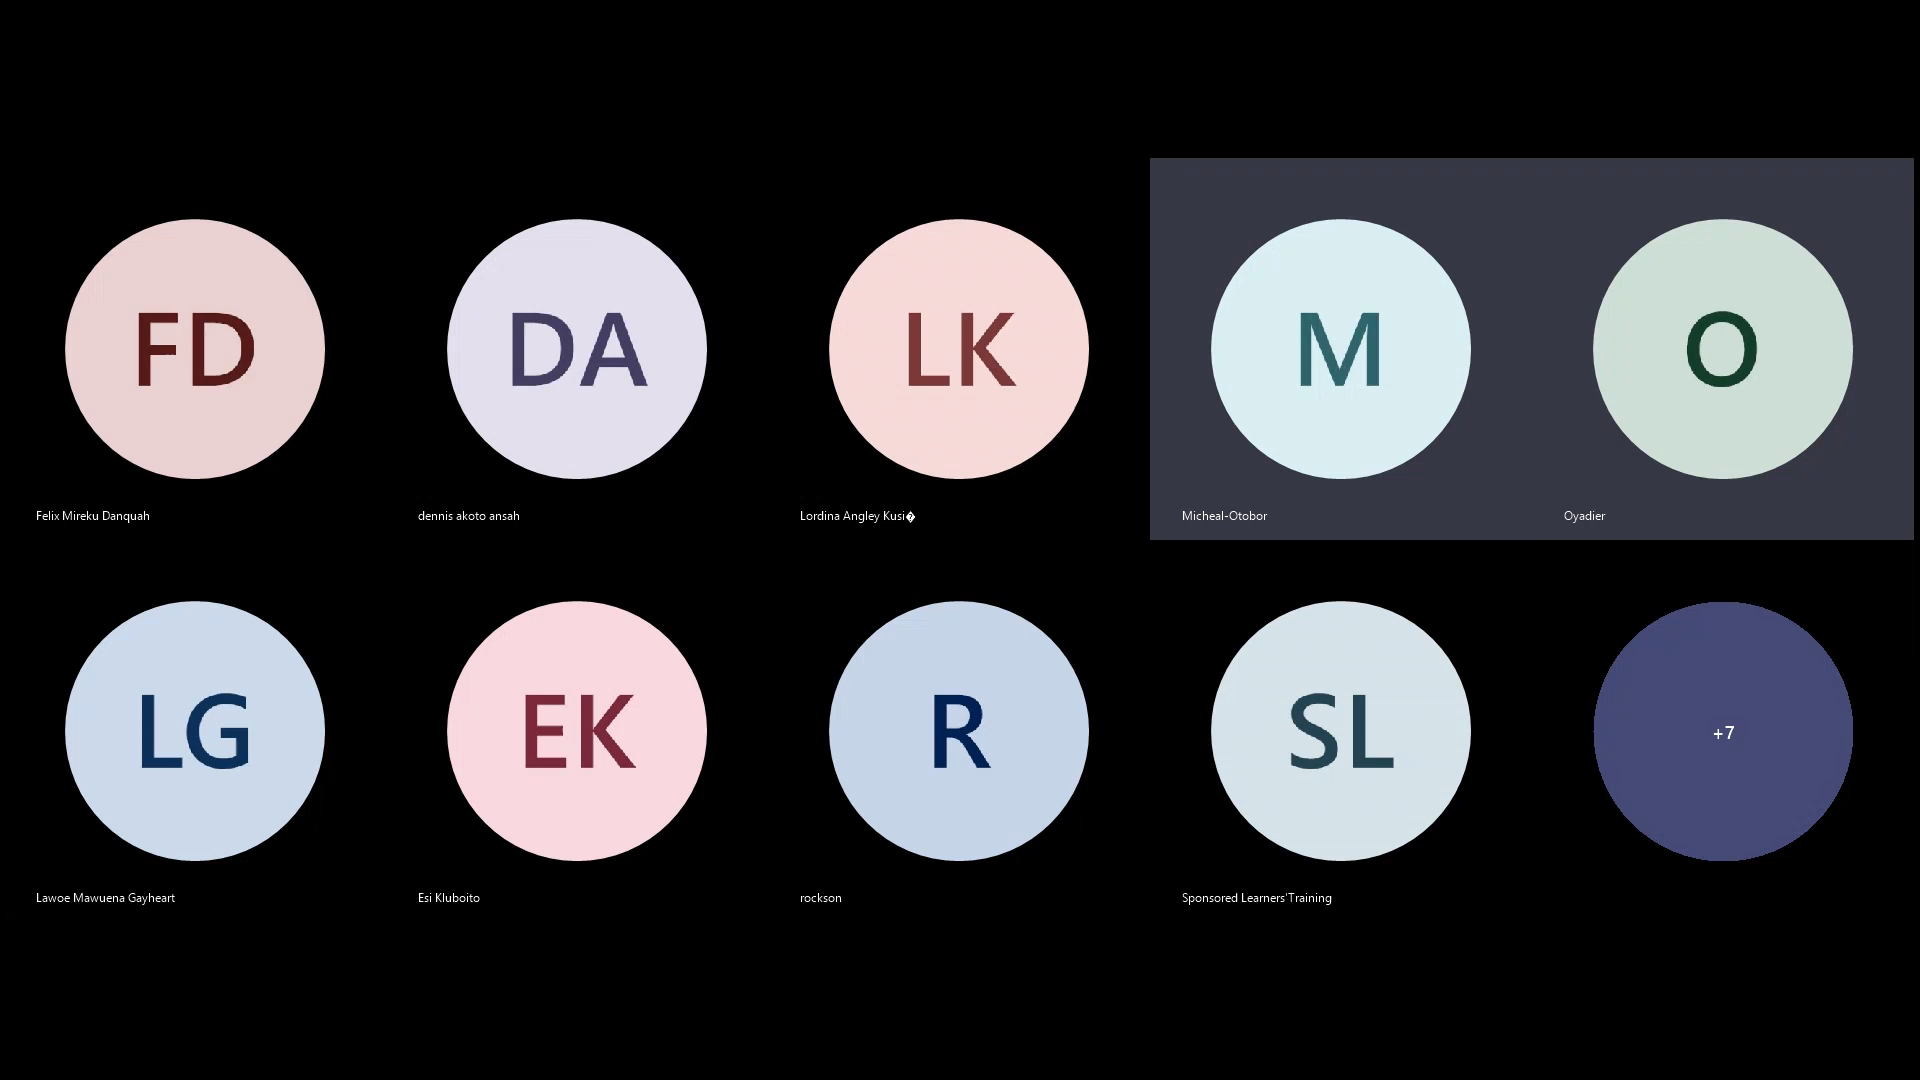 FD
DA
LK
M
O
Felix Mireku Danquah
dennis akoto ansah
Lordina Angley Kusi�
Micheal-Otobor
Oyadier
LG
EK
R
SL
+7
Lawoe Mawuena Gayheart
Esi Kluboito
rockson
Sponsored Learners'Training